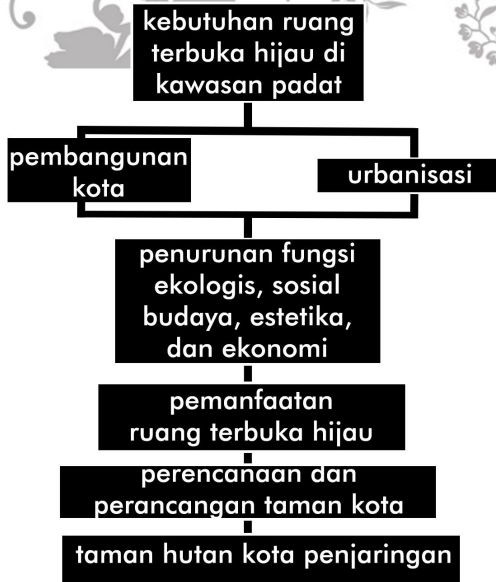 kebutuhan ruang
terbuka hijau di
kawasan padat
pembangunan
kota
urbanisasi
penurunan fungsi
ekologis, sosial
budaya, estetika,
dan ekonomi
pemanfaatan
ruang terbuka hijau
perencanaan dan
perancangan taman kota
taman hutan kota penjaringan